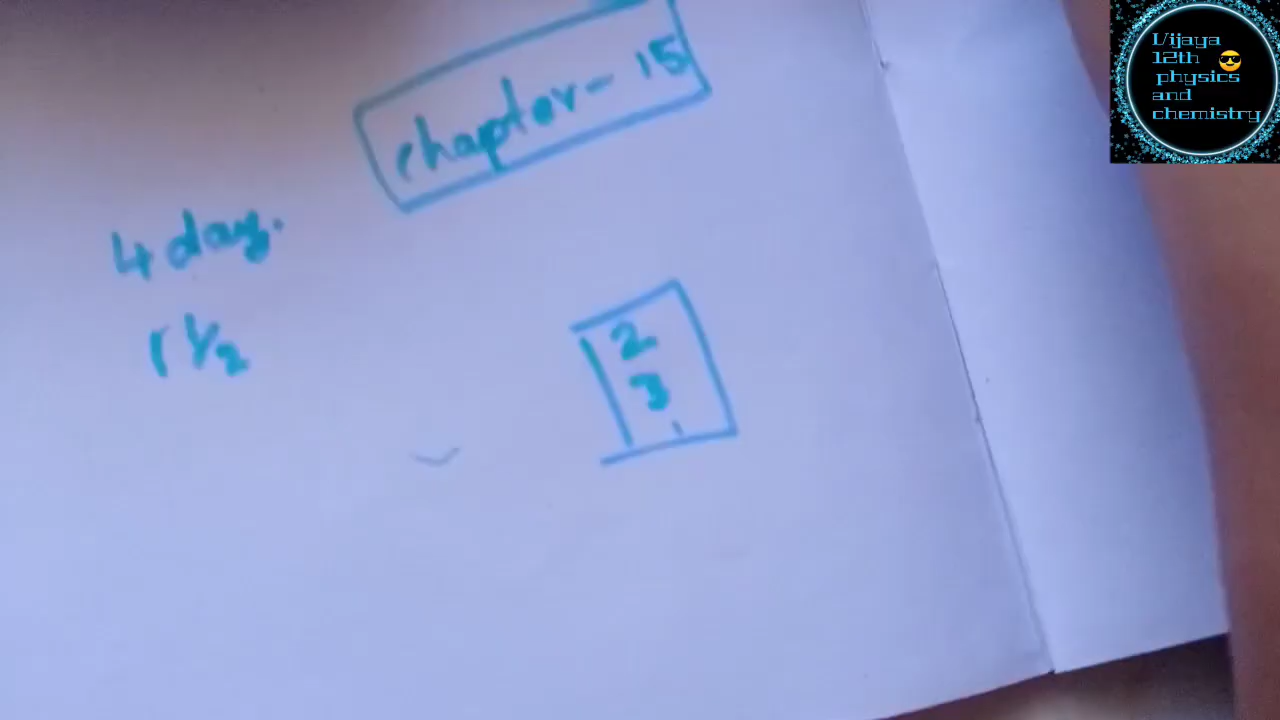 chapter - 15
4 day.
1 1/2
2
3
Vijaya
12th
physics
and
chemistry